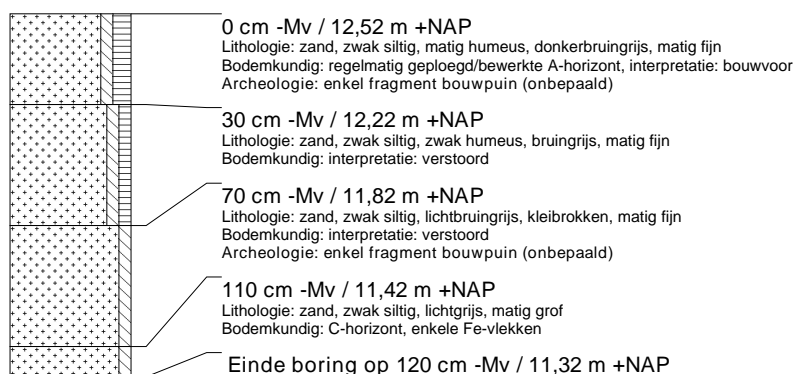 0 cm -Mv / 12,52 m +NAP
Lithologie: zand, zwak siltig, matig humeus, donkerbruingrijs, matig fijn
Bodemkundig: regelmatig geploegd/bewerkte A-horizont, interpretatie: bouwvoor
Archeologie: enkel fragment bouwpuin (onbepaald)
30 cm -Mv / 12,22 m +NAP
Lithologie: zand, zwak siltig, zwak humeus, bruingrijs, matig fijn
Bodemkundig: interpretatie: verstoord
70 cm -Mv / 11,82 m +NAP
Lithologie: zand, zwak siltig, lichtbruingrijs, kleibrokken, matig fijn
Bodemkundig: interpretatie: verstoord
Archeologie: enkel fragment bouwpuin (onbepaald)
110 cm -Mv / 11,42 m +NAP
Lithologie: zand, zwak siltig, lichtgrijs, matig grof
Bodemkundig: C-horizont, enkele Fe-vlekken
Einde boring op 120 cm -Mv / 11,32 m +NAP